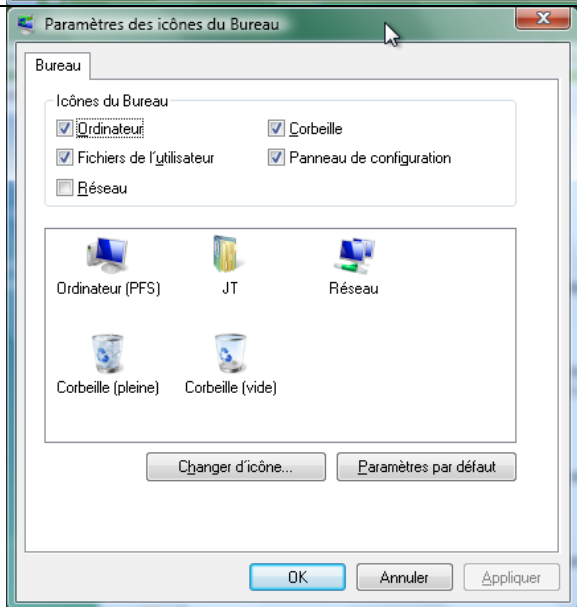 Paramètres des icônes du Bureau
Bureau
Icônes du Bureau
Ordinateur
Corbeille
Fichiers de l'utilisateur
Panneau de configuration
Réseau
Ordinateur (PFS)
JT
Réseau
Corbeille (pleine)
Corbeille (vide)
Changer d'icône...
Paramètres par défaut
OK
Annuler
Appliquer